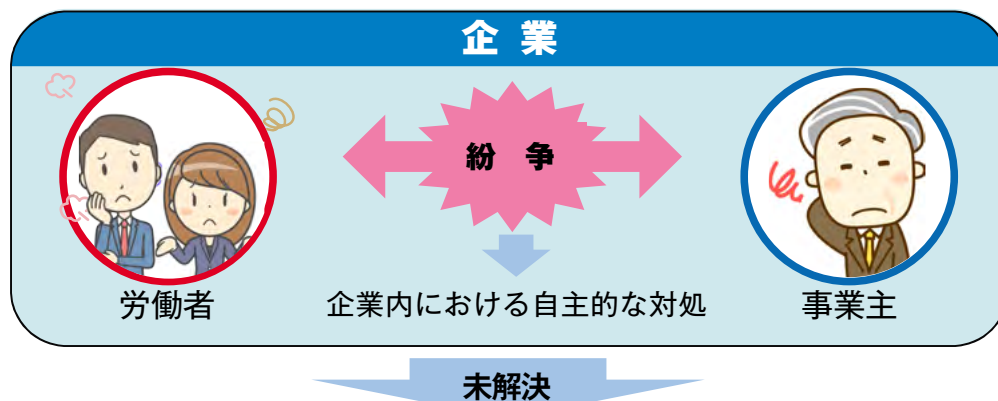 企業
紛争
労働者
企業内における自主的な対処
事業主
未解決